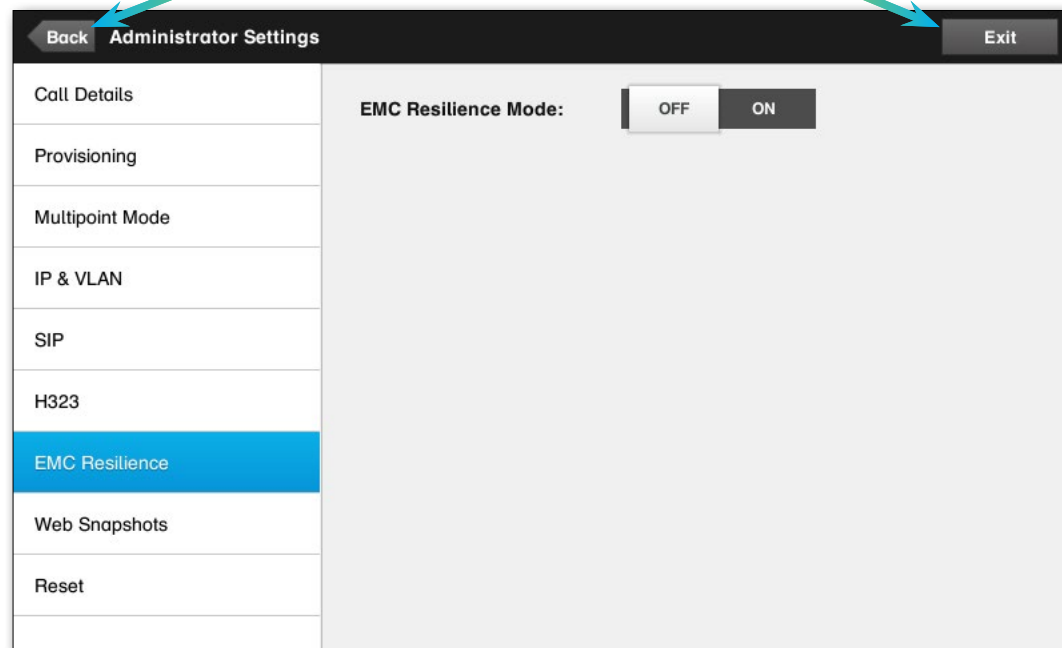 Back Administrator Settings Exit
Call Details
EMC Resilience Mode: OFF ON
Provisioning
Multipoint Mode
IP & VLAN
SIP
H323
EMC Resilience
Web Snapshots
Reset